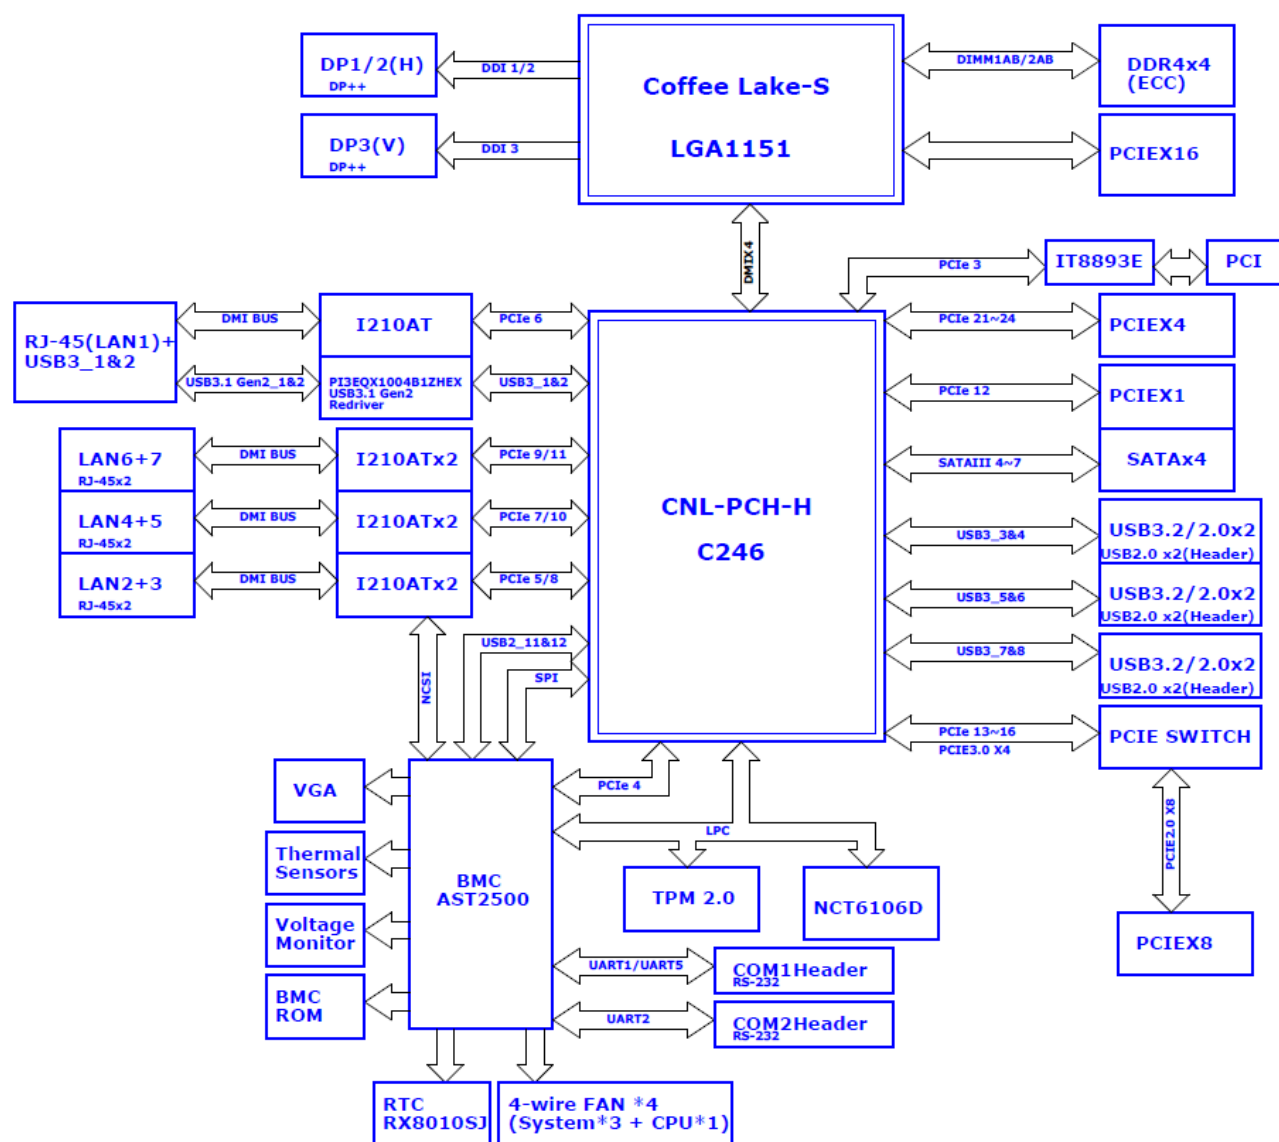 DP1/2(H)
DP++
DDI 1/2
Coffee Lake-S
LGA1151
DIMM1AB/2AB
DDR4x4
(ECC)
DP3(V)
DP++
DDI 3
PCIEX16
DMIX4
PCIe 3
IT8893E
PCI
RJ-45(LAN1)+
USB3_1&2
DMI BUS
I210AT
PCIe 6
USB3.1 Gen2_1&2
PI3EQX1004B1ZHEX
USB3.1 Gen2
Redriver
USB3_1&2
PCIe 21~24
PCIEX4
PCIe 12
PCIEX1
LAN6+7
RJ-45x2
DMI BUS
I210ATx2
PCIe 9/11
SATAIII 4~7
SATAx4
LAN4+5
RJ-45x2
DMI BUS
I210ATx2
PCIe 7/10
CNL-PCH-H
C246
USB3_3&4
USB3.2/2.0x2
USB2.0 x2(Header)
LAN2+3
RJ-45x2
DMI BUS
I210ATx2
PCIe 5/8
USB3_5&6
USB3.2/2.0x2
USB2.0 x2(Header)
NCSI
USB2_11&12
SPI
USB3_7&8
USB3.2/2.0x2
USB2.0 x2(Header)
PCIe 13~16
PCIE3.0 X4
PCIE SWITCH
PCIE2.0 X8
PCIEX8
VGA
Thermal
Sensors
Voltage
Monitor
BMC
ROM
BMC
AST2500
PCIe 4
LPC
TPM 2.0
NCT6106D
UART1/UART5
COM1Header
RS-232
UART2
COM2Header
RS-232
RTC
RX8010SJ
4-wire FAN *4
(System*3 + CPU*1)